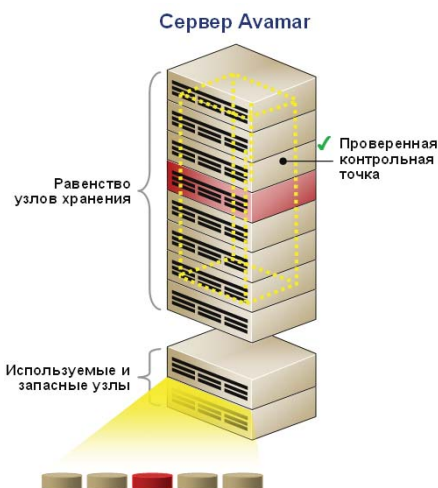 Сервер Avamar
Проверенная
контрольная
точка
Равенство
узлов хранения
Используемые и
запасные узлы